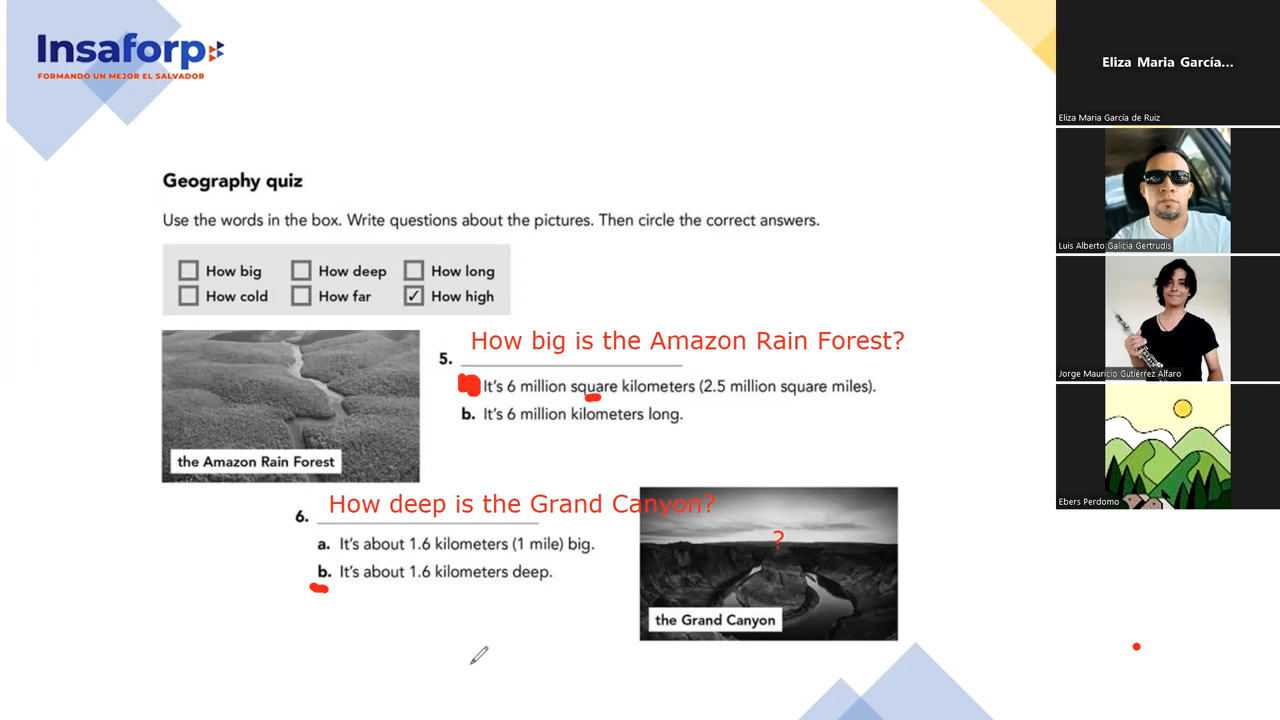 Insaforp
FORMANDO UN MEJOR EL SALVADOR
Geography quiz
Use the words in the box. Write questions about the pictures. Then circle the correct answers.
How big How deep How long
How cold How far ✓ How high
How big is the Amazon Rain Forest?
5.
It's 6 million square kilometers (2.5 million square miles).
b. It's 6 million kilometers long.
the Amazon Rain Forest
How deep is the Grand Canyon?
6.
?
a. It's about 1.6 kilometers (1 mile) big.
b. It's about 1.6 kilometers deep.
the Grand Canyon
Eliza Maria García...
Eliza Maria García de Ruiz
Luis Alberto Galicia Gertrudis
Jorge Mauricio Gutiérrez Alfaro
Ebers Perdomo